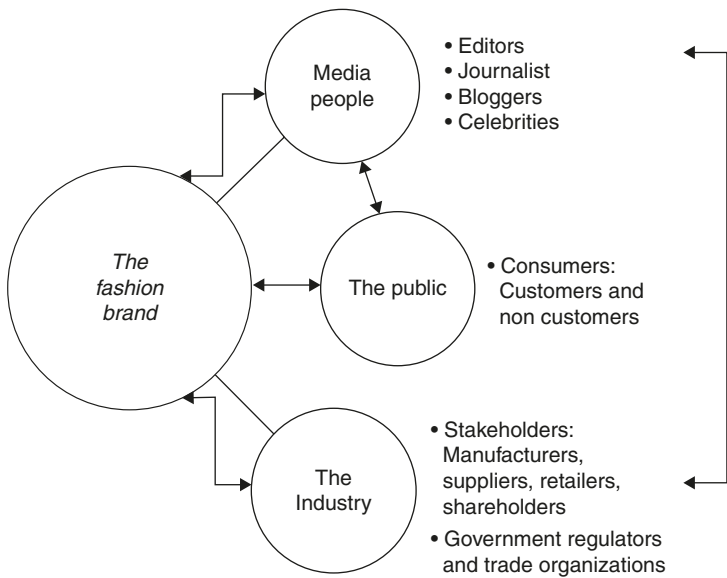 Media
people
• Editors
• Journalist
• Bloggers
• Celebrities
The
fashion
brand
The public
• Consumers:
Customers and
non customers
The
Industry
• Stakeholders:
Manufacturers,
suppliers, retailers,
shareholders
• Government regulators
and trade organizations